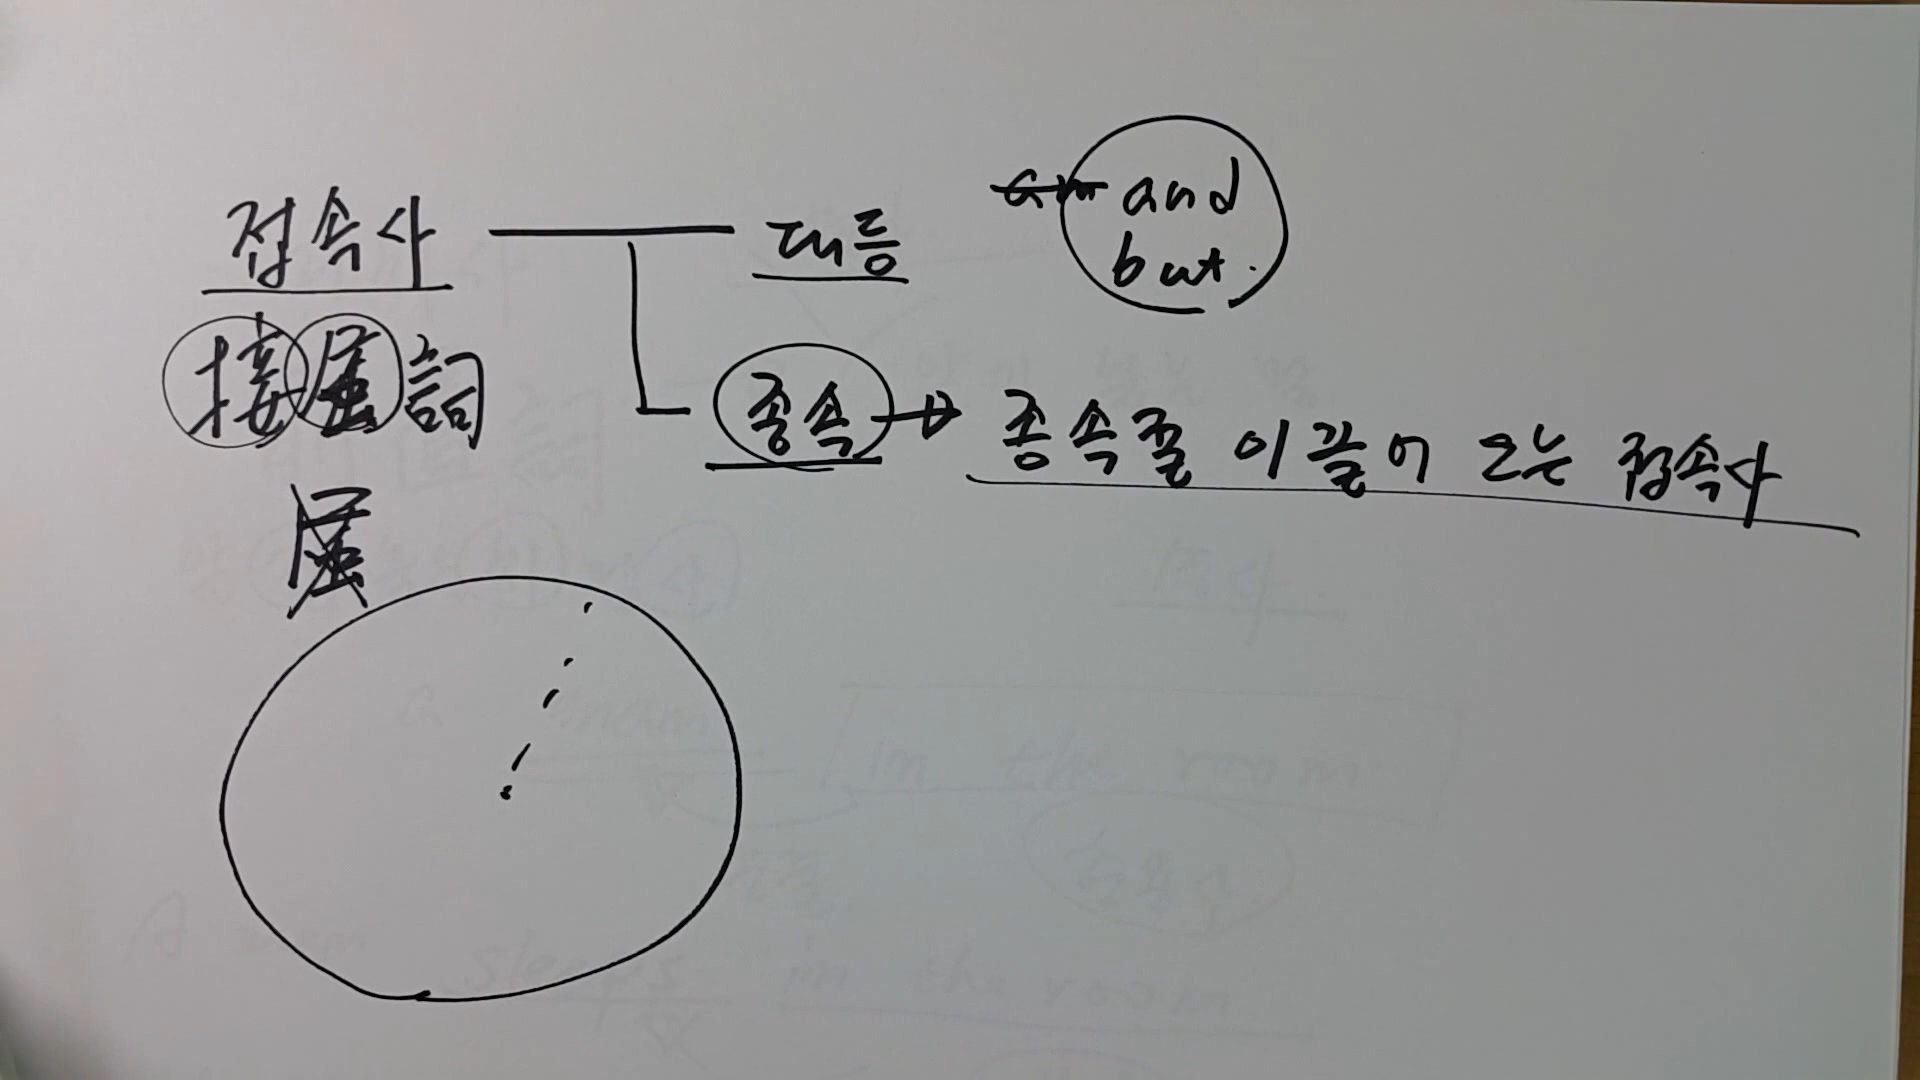 접속사 대등 and
but.
接屬詞 종속 → 종속절 이끌어 오는 접속사